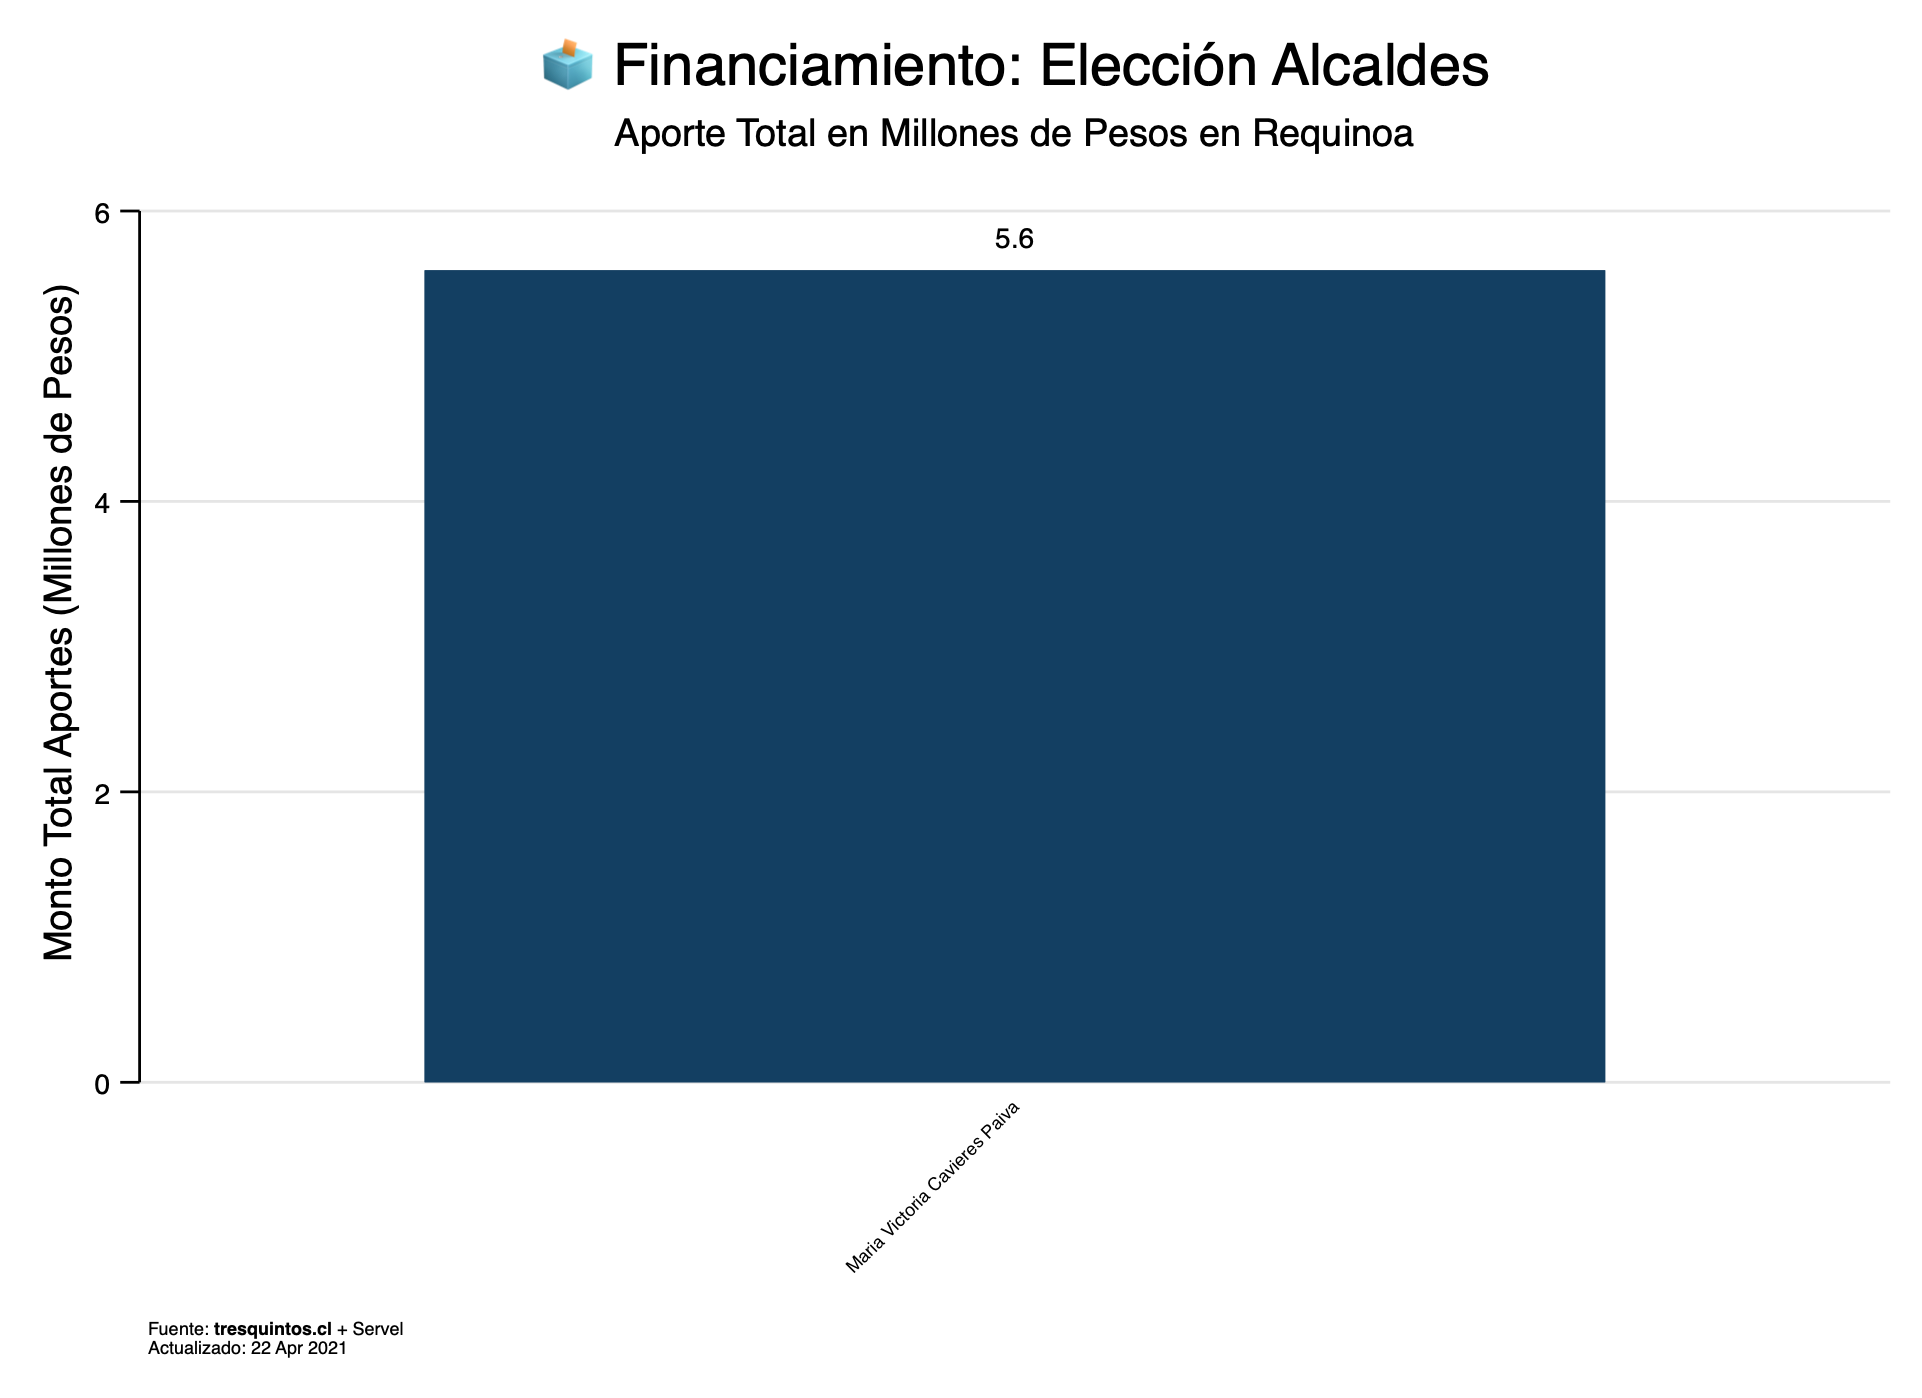 Financiamiento: Elección Alcaldes
Aporte Total en Millones de Pesos en Requinoa
Monto Total Aportes (Millones de Pesos)
6
4
2
0
5.6
Maria Victoria Cavieres Paiva
Fuente: tresquintos.cl + Servel
Actualizado: 22 Apr 2021